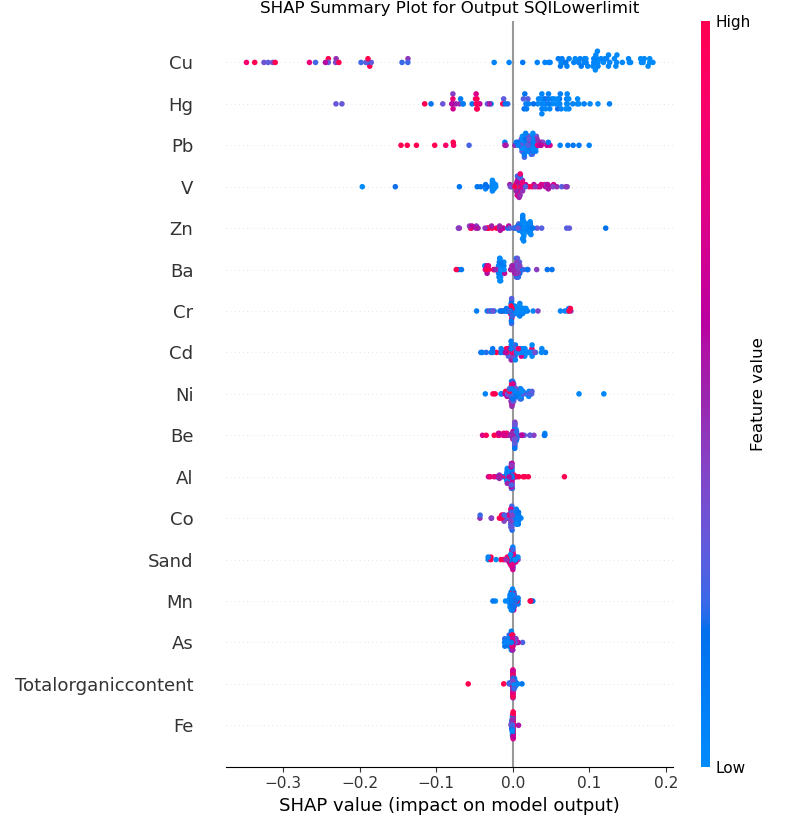 SHAP Summary Plot for Output SQILowerlimit
High
Cu
Hg
Pb
V
Zn
Ba
Cr
Cd
Ni
Be
Al
Co
Sand
Mn
As
Totalorganiccontent
Fe
Feature value
Low
−0.3 −0.2 −0.1 0.0 0.1 0.2
SHAP value (impact on model output)